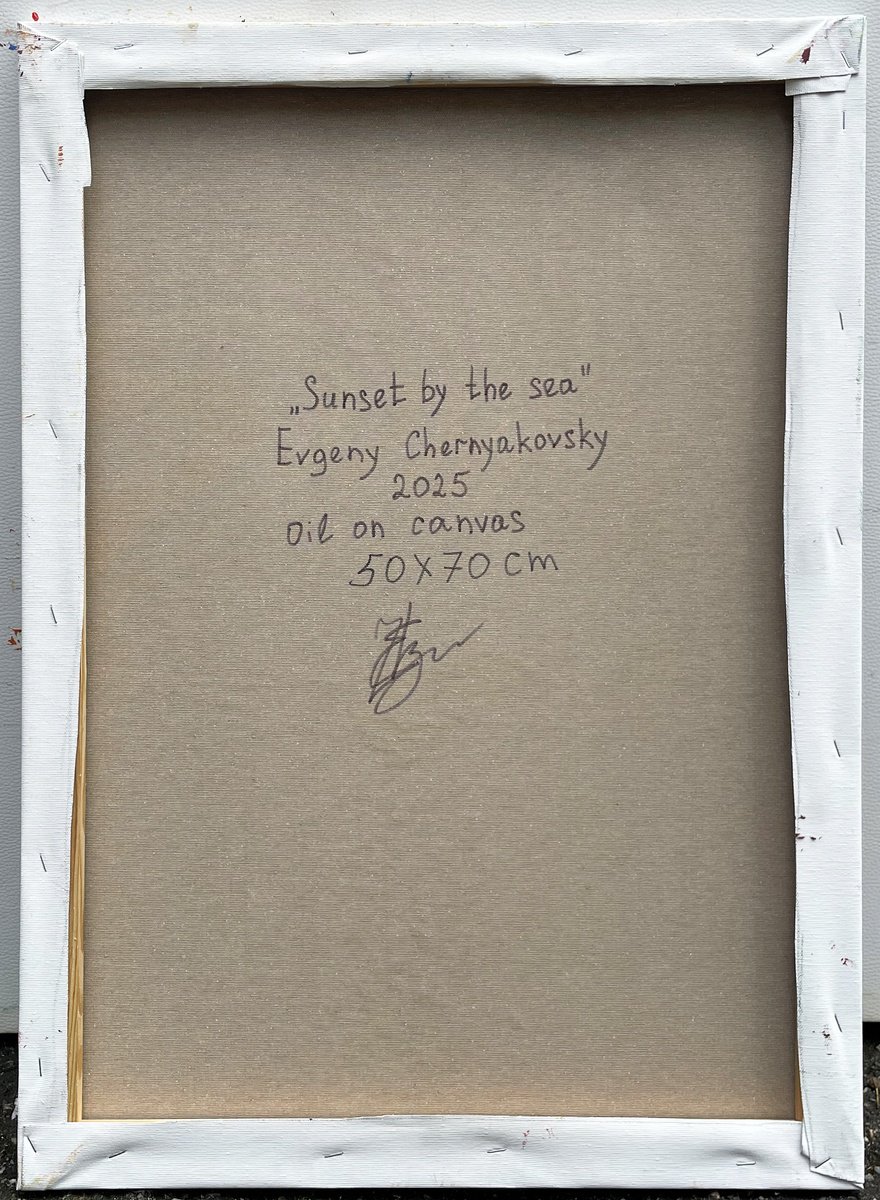 „Sunset by the sea"
Evgeny Chernyakovsky
2025
Oil on canvas
50X70 cm